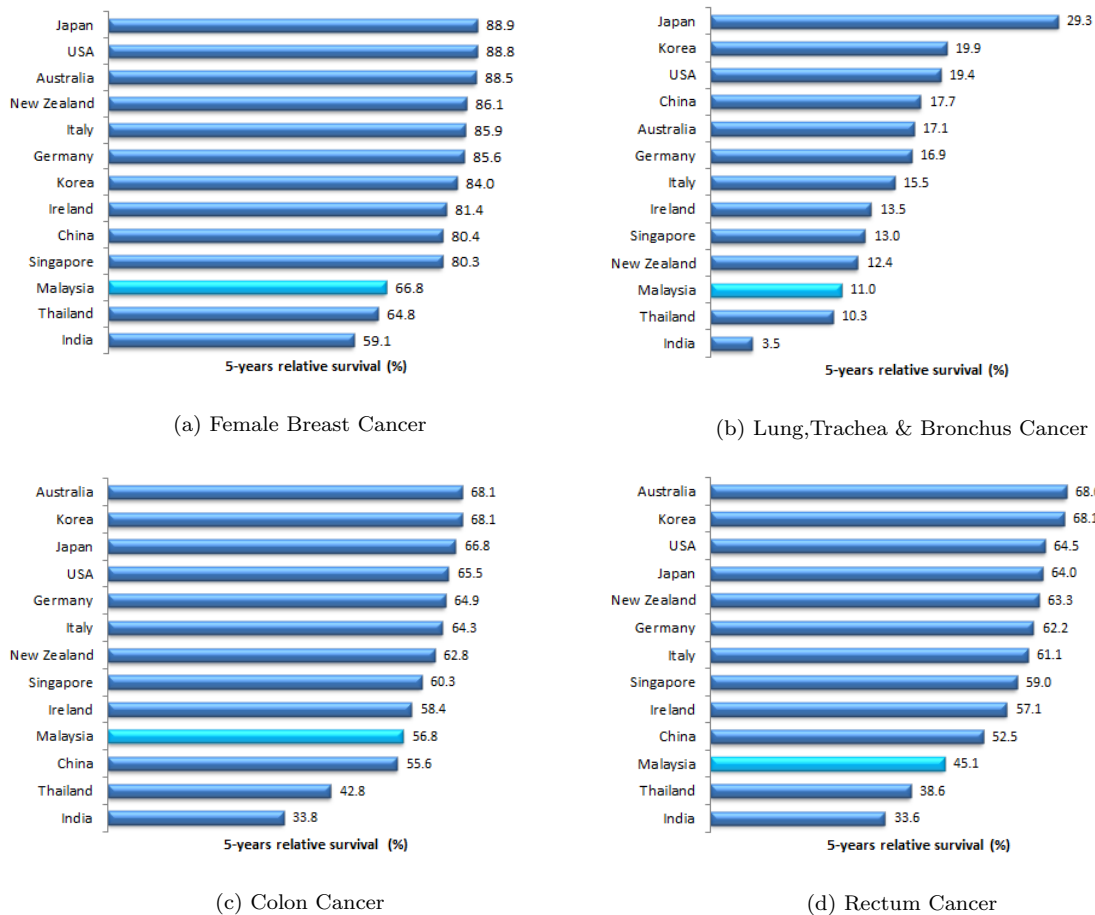 Japan 88.9
USA 88.8
Australia 88.5
New Zealand 86.1
Italy 85.9
Germany 85.6
Korea 84.0
Ireland 81.4
China 80.4
Singapore 80.3
Malaysia 66.8
Thailand 64.8
India 59.1
5-years relative survival (%)
(a) Female Breast Cancer
Japan 29.3
Korea 19.9
USA 19.4
China 17.7
Australia 17.1
Germany 16.9
Italy 15.5
Ireland 13.5
Singapore 13.0
New Zealand 12.4
Malaysia 11.0
Thailand 10.3
India 3.5
5-years relative survival (%)
(b) Lung,Trachea & Bronchus Cancer
Australia 68.1
Korea 68.1
Japan 66.8
USA 65.5
Germany 64.9
Italy 64.3
New Zealand 62.8
Singapore 60.3
Ireland 58.4
Malaysia 56.8
China 55.6
Thailand 42.8
India 33.8
5-years relative survival (%)
(c) Colon Cancer
Australia
Korea 68.1
USA 64.5
Japan 64.0
New Zealand 63.3
Germany 62.2
Italy 61.1
Singapore 59.0
Ireland 57.1
China 52.5
Malaysia 45.1
Thailand 38.6
India 33.6
5-years relative survival (%)
(d) Rectum Cancer